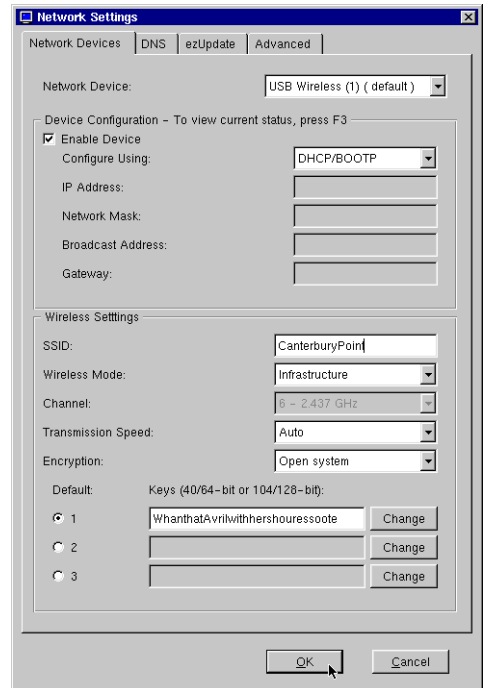 Network Settings
Network Devices DNS ezUpdate Advanced
Network Device: USB Wireless (1) ( default )
Device Configuration - To view current status, press F3
Enable Device
Configure Using: DHCP/BOOTP
IP Address:
Network Mask:
Broadcast Address:
Gateway:
Wireless Setttings
SSID: CanterburyPoint
Wireless Mode: Infrastructure
Channel: 6 - 2.437 GHz
Transmission Speed: Auto
Encryption: Open system
Default: Keys (40/64-bit or 104/128-bit):
1 WhanthatAvrilwithhershouressoote Change
2 Change
3 Change
OK Cancel